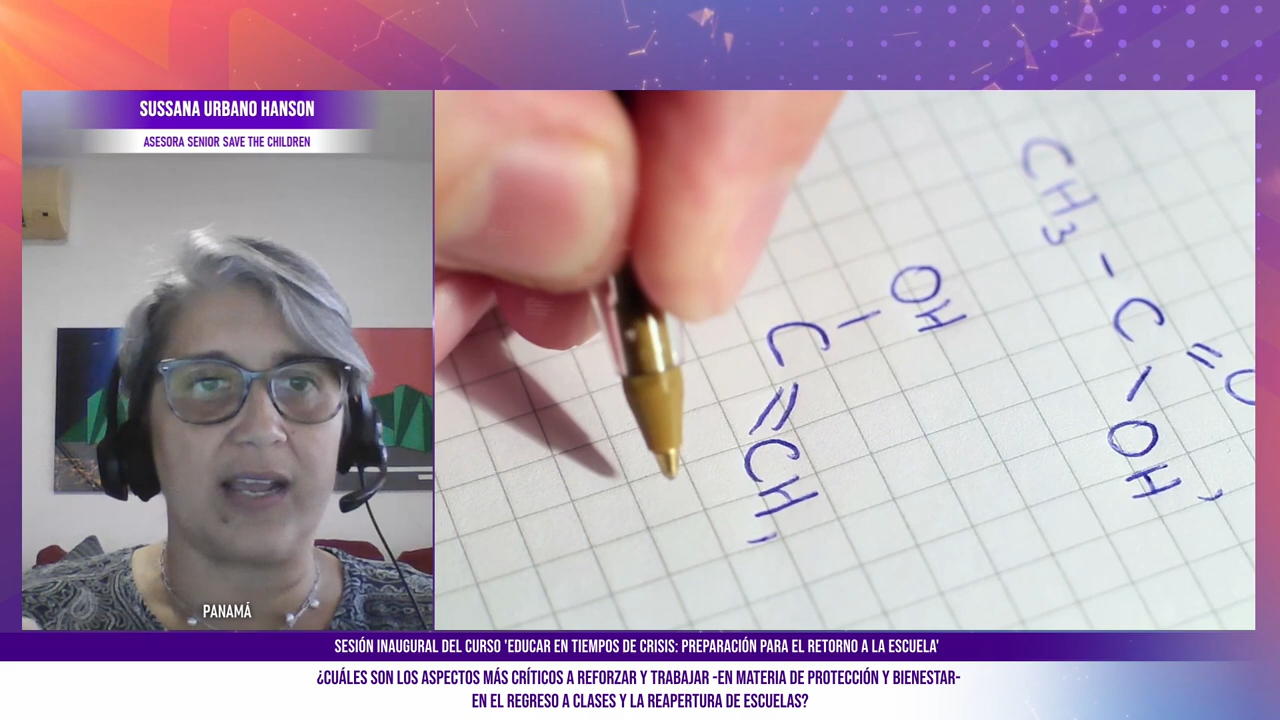 SUSSANA URBANO HANSON
ASESORA SENIOR SAVE THE CHILDREN
PANAMÁ
OH
C
CH,
CH3 - C = O
OH,
SESIÓN INAUGURAL DEL CURSO 'EDUCAR EN TIEMPOS DE CRISIS: PREPARACIÓN PARA EL RETORNO A LA ESCUELA'
¿CUÁLES SON LOS ASPECTOS MÁS CRÍTICOS A REFORZAR Y TRABAJAR -EN MATERIA DE PROTECCIÓN Y BIENESTAR-
EN EL REGRESO A CLASES Y LA REAPERTURA DE ESCUELAS?